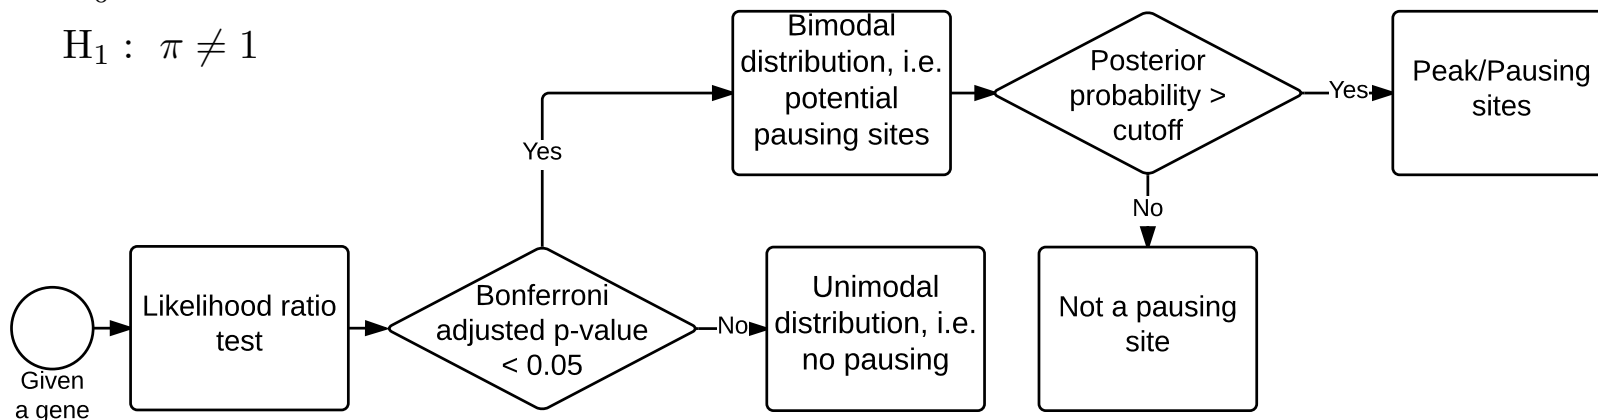 H₁ : π ≠ 1
Given
a gene
Likelihood ratio
test
Bonferroni
adjusted p-value
< 0.05
Yes
No
Bimodal
distribution, i.e.
potential
pausing sites
Unimodal
distribution, i.e.
no pausing
Posterior
probability >
cutoff
Yes
No
Peak/Pausing
sites
Not a pausing
site